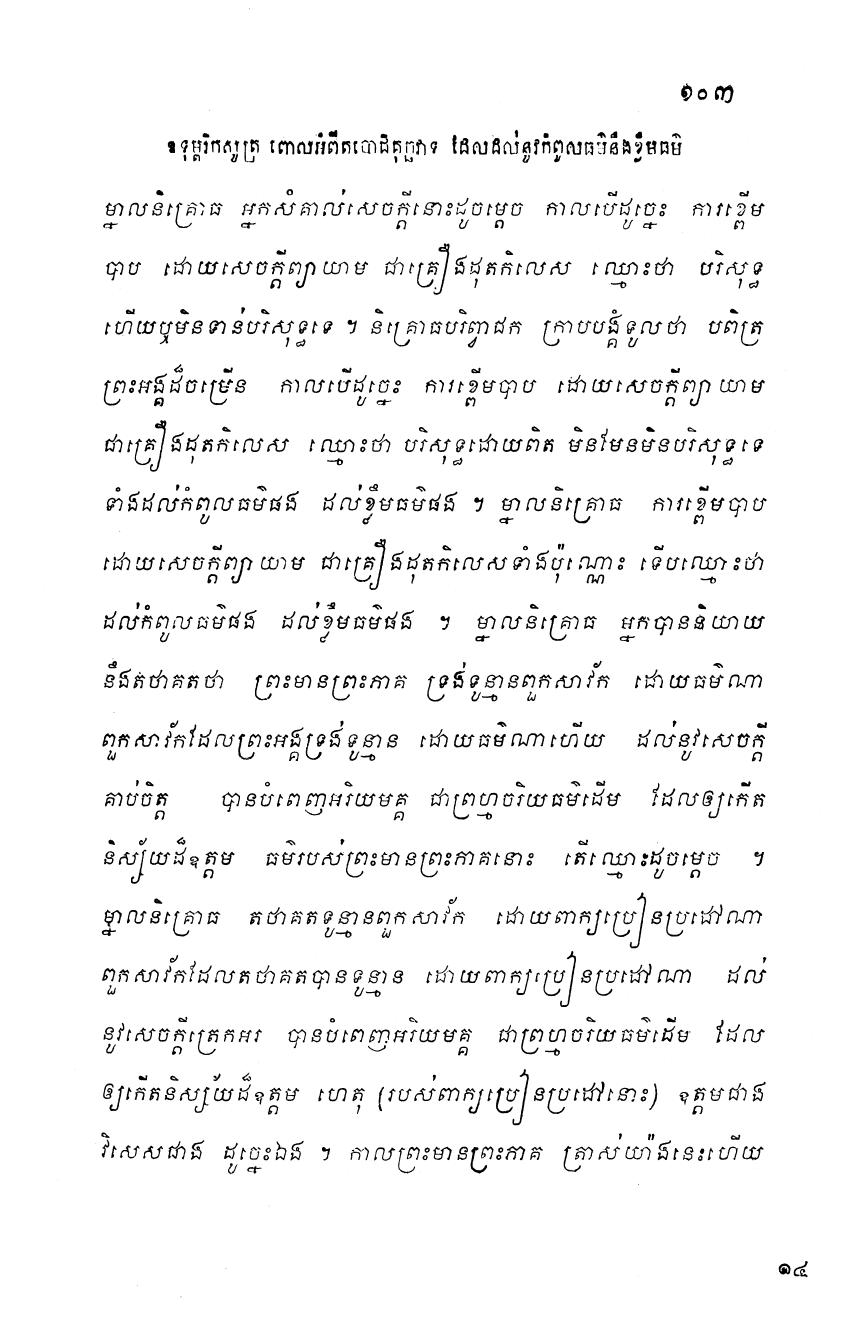 ១០៣
ឧទុម្ពរិកសូត្រ ពោលអំពីតបោជិគុច្ឆវាទ ដែលដល់នូវកំពូលធម៌និងខ្លឹមធម៌
ម្នាលនិគ្រោធ អ្នកសំគាល់សេចក្តីនោះដូចម្តេច កាលបើដូច្នេះ ការខ្ពើម
បាប ដោយសេចក្តីព្យាយាម ជាគ្រឿងដុតកិលេស ឈ្មោះថា បរិសុទ្ធ
ហើយឬមិនទាន់បរិសុទ្ធទេ ។ និគ្រោធបរិព្វាជក ក្រាបបង្គំទូលថា បពិត្រ
ព្រះអង្គដ៏ចម្រើន កាលបើដូច្នេះ ការខ្ពើមបាប ដោយសេចក្តីព្យាយាម
ជាគ្រឿងដុតកិលេស ឈ្មោះថា បរិសុទ្ធដោយពិត មិនមែនមិនបរិសុទ្ធទេ
ទាំងដល់កំពូលធម៌ផង ដល់ខ្លឹមធម៌ផង ។ ម្នាលនិគ្រោធ ការខ្ពើមបាប
ដោយសេចក្តីព្យាយាម ជាគ្រឿងដុតកិលេសទាំងប៉ុណ្ណោះ ទើបឈ្មោះថា
ដល់កំពូលធម៌ផង ដល់ខ្លឹមធម៌ផង ។ ម្នាលនិគ្រោធ អ្នកបាននិយាយ
នឹងតថាគតថា ព្រះមានព្រះភាគ ទ្រង់ទូន្មានពួកសាវ័ក ដោយធម៌ណា
ពួកសាវ័កដែលព្រះអង្គទ្រង់ទូន្មាន ដោយធម៌ណាហើយ ដល់នូវសេចក្តី
គាប់ចិត្ត បានបំពេញអរិយមគ្គ ជាព្រហ្មចរិយធម៌ដើម ដែលឲ្យកើត
និស្ស័យដ៏ឧត្តម ធម៌របស់ព្រះមានព្រះភាគនោះ តើឈ្មោះដូចម្តេច ។
ម្នាលនិគ្រោធ តថាគតទូន្មានពួកសាវ័ក ដោយពាក្យប្រៀនប្រដៅណា
ពួកសាវ័កដែលតថាគតបានទូន្មាន ដោយពាក្យប្រៀនប្រដៅណា ដល់
នូវសេចក្តីត្រេកអរ បានបំពេញអរិយមគ្គ ជាព្រហ្មចរិយធម៌ដើម ដែល
ឲ្យកើតនិស្ស័យដ៏ឧត្តម ហេតុ (របស់ពាក្យប្រៀនប្រដៅនោះ) ឧត្តមជាង
វិសេសជាង ដូច្នេះឯង ។ កាលព្រះមានព្រះភាគ ត្រាស់យ៉ាងនេះហើយ
១៤